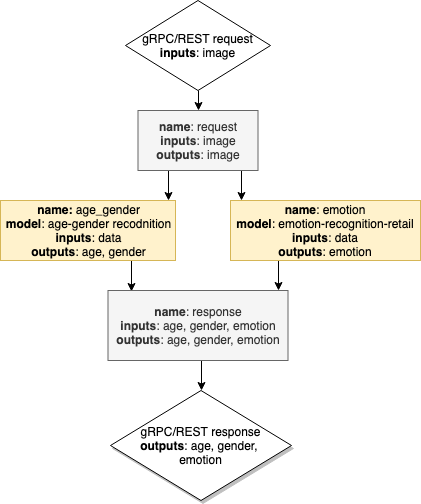 gRPC/REST request
inputs: image
name: request
inputs: image
outputs: image
name: age_gender
model: age-gender recodnition
inputs: data
outputs: age, gender
name: emotion
model: emotion-recognition-retail
inputs: data
outputs: emotion
name: response
inputs: age, gender, emotion
outputs: age, gender, emotion
gRPC/REST response
outputs: age, gender,
emotion